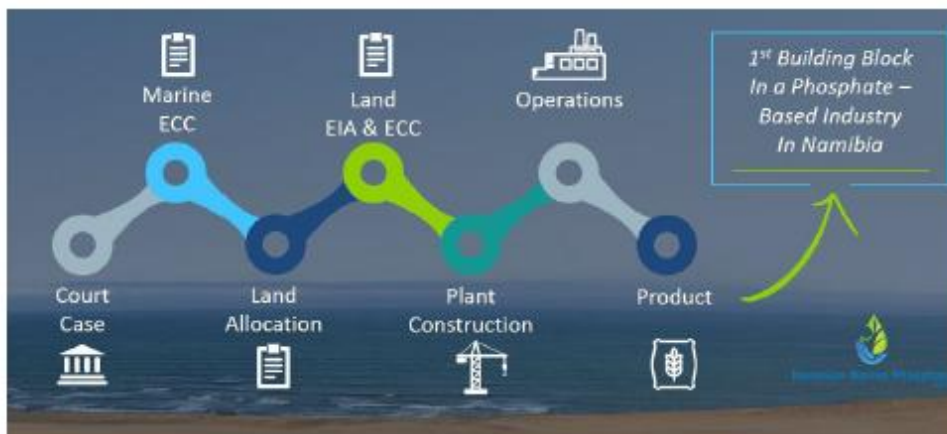 Marine
ECC
Land
EIA & ECC
Operations
1st Building Block
In a Phosphate –
Based Industry
In Namibia
Court
Case
Land
Allocation
Plant
Construction
Product